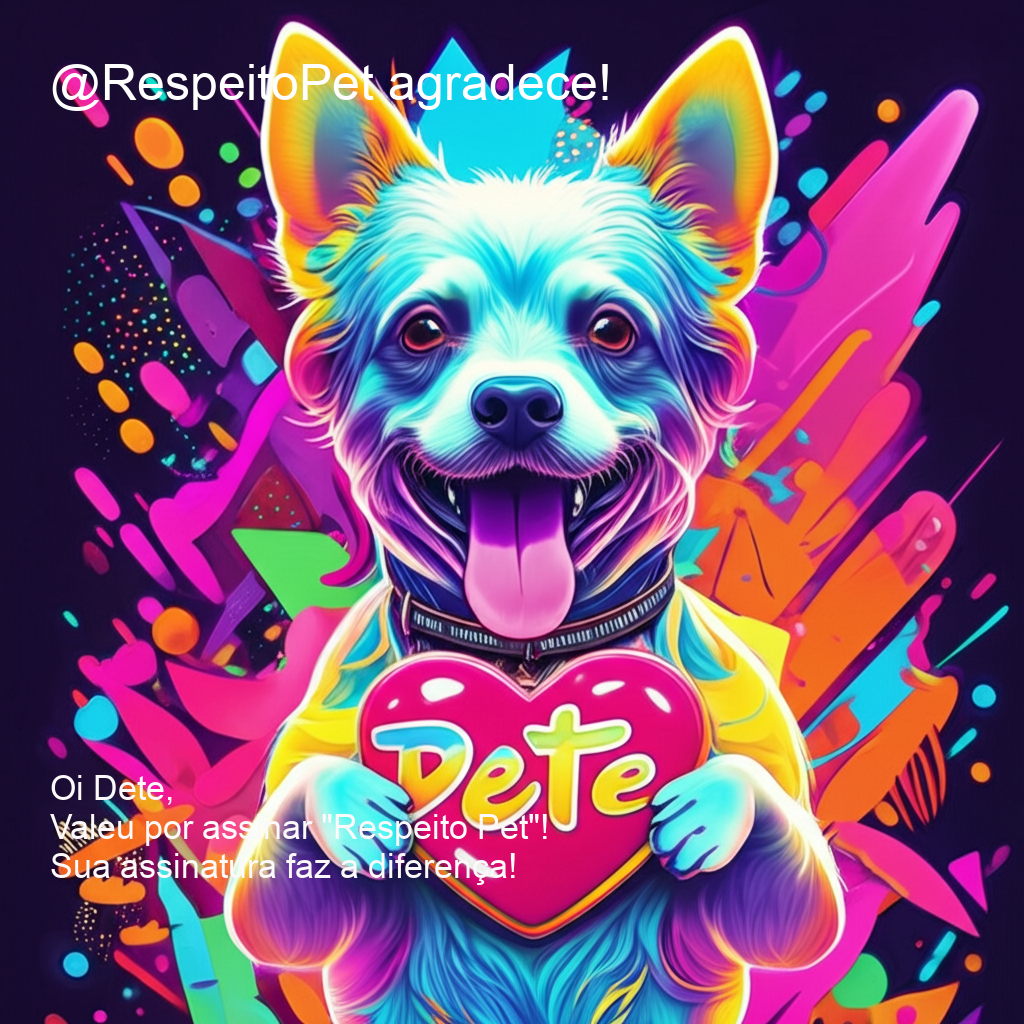 @RespeitoPet agradece!
Dete
Oi Dete,
Valeu por assinar "Respeito Pet"!
Sua assinatura faz a diferença!